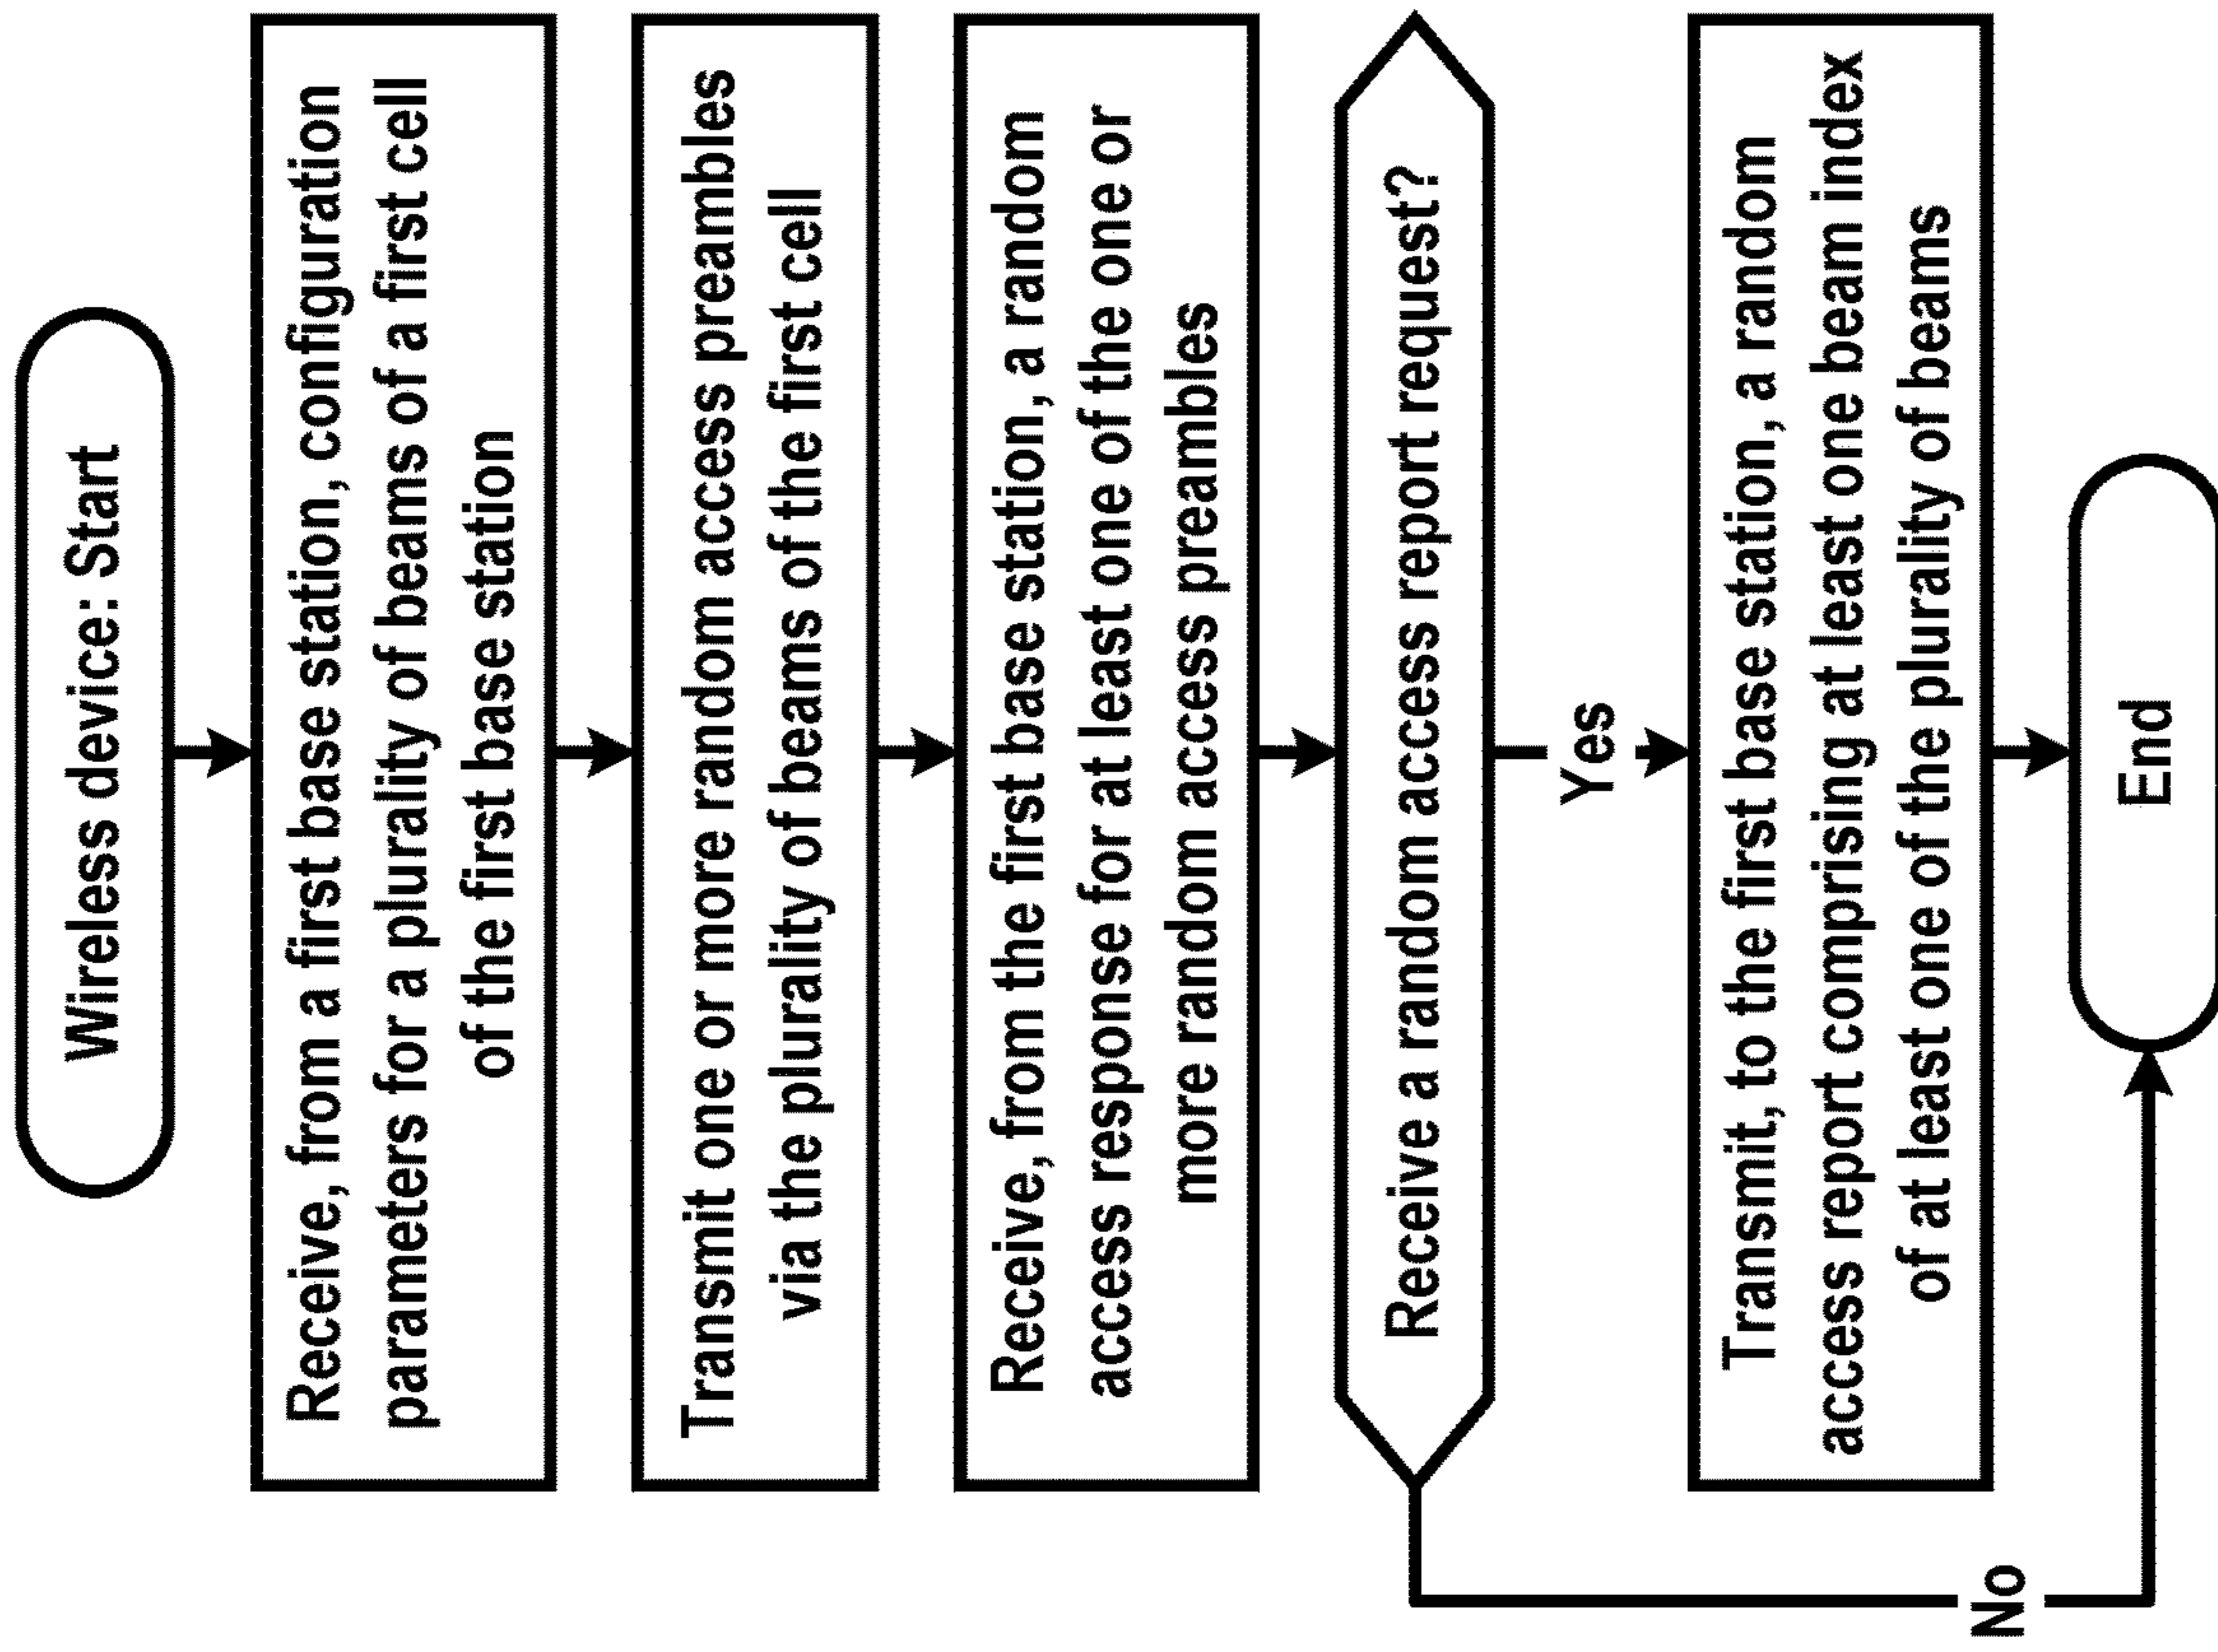 Wireless device: Start
Receive, from a first base station, configuration
parameters for a plurality of beams of a first cell
of the first base station
Transmit one or more random access preambles
via the plurality of beams of the first cell
Receive, from the first base station, a random
access response for at least one of the one or
more random access preambles
Receive a random access report request?
Yes
Transmit, to the first base station, a random
access report comprising at least one beam index
of at least one of the plurality of beams
No
End